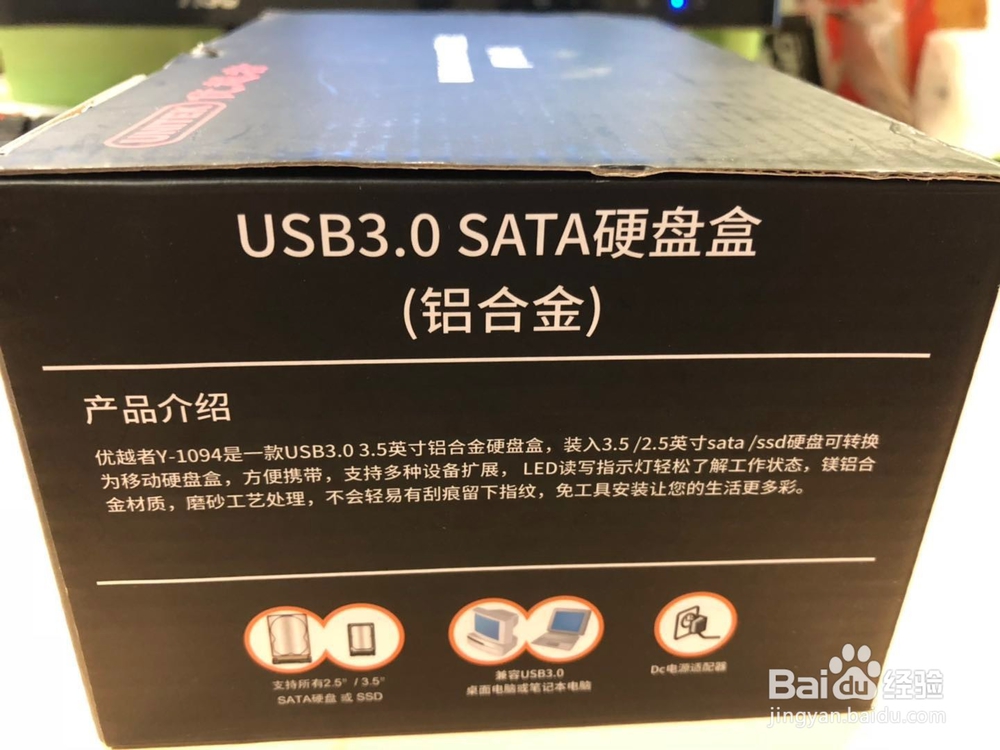 UNITEK 优越者
USB3.0 SATA硬盘盒
(铝合金)
产品介绍
优越者Y-1094是一款USB3.0 3.5英寸铝合金硬盘盒，装入3.5 /2.5英寸sata /ssd硬盘可转换
为移动硬盘盒，方便携带，支持多种设备扩展， LED读写指示灯轻松了解工作状态，镁铝合
金材质，磨砂工艺处理，不会轻易有刮痕留下指纹，免工具安装让您的生活更多彩。
支持所有2.5" / 3.5"
SATA硬盘 或 SSD
兼容USB3.0
桌面电脑或笔记本电脑
Dc电源适配器
Baidu经验
jingyan.baidu.com